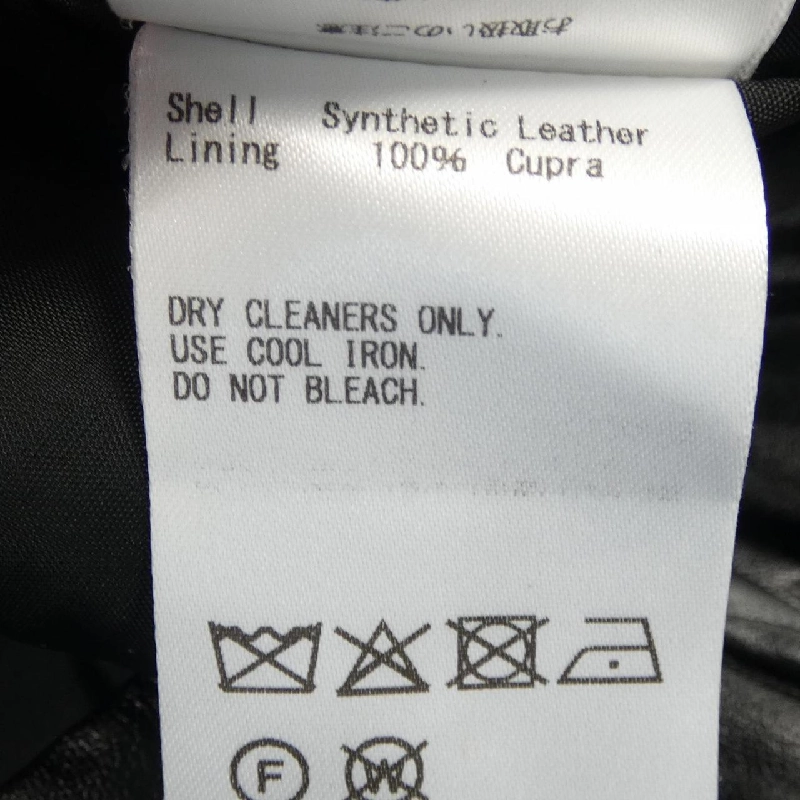 Shell Synthetic Leather
Lining 100% Cupra
DRY CLEANERS ONLY.
USE COOL IRON.
DO NOT BLEACH.
F W